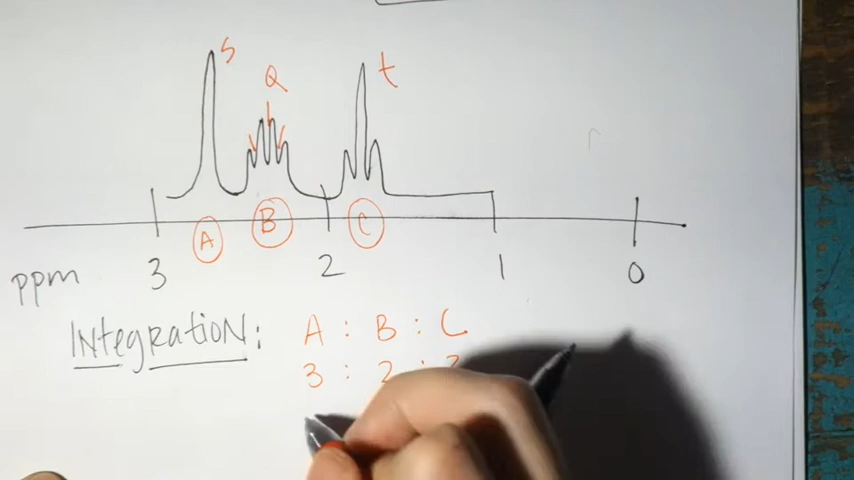 s
Q
t
A B C
ppm 3 2 1 0
INtegRAtioN: A : B : C
3 : 2 :